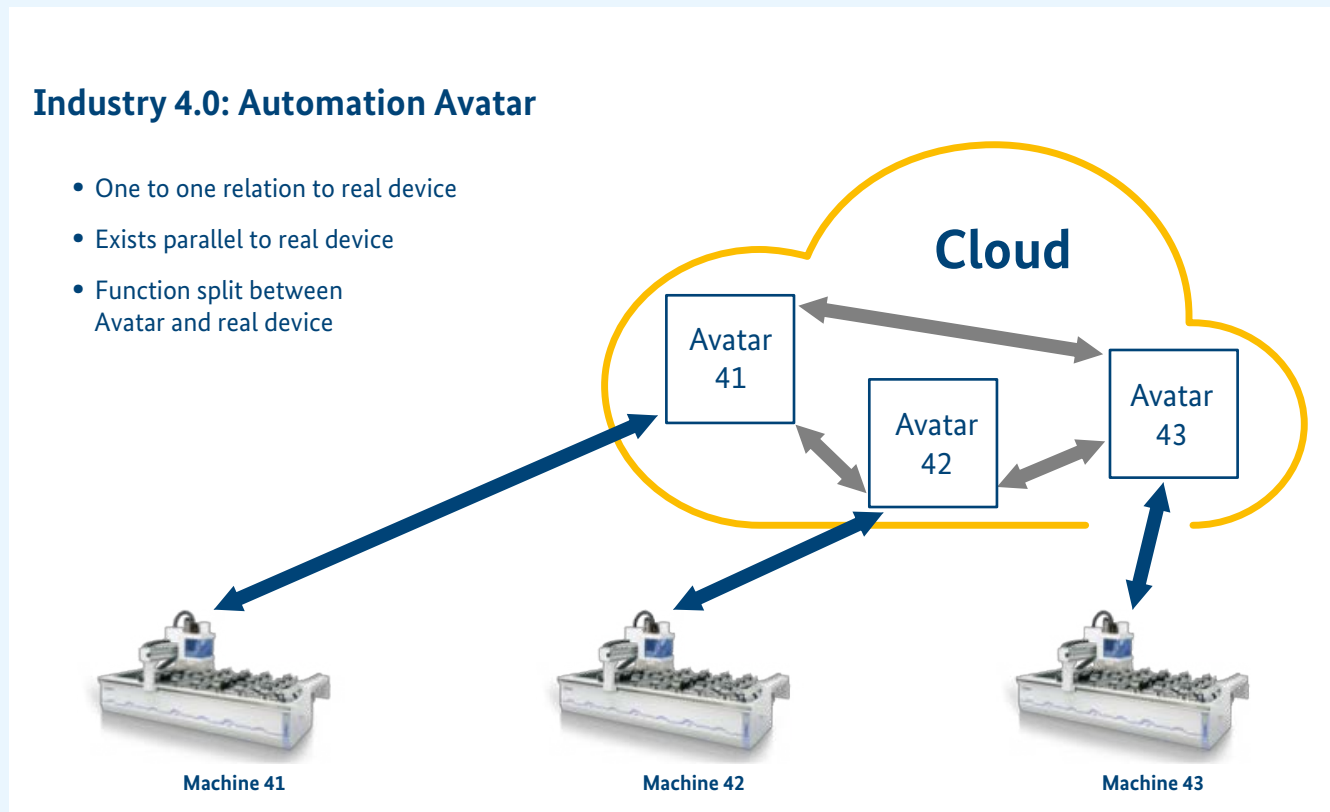 Industry 4.0: Automation Avatar
• One to one relation to real device
• Exists parallel to real device
• Function split between
Avatar and real device
Cloud
Avatar
41
Avatar
42
Avatar
43
Machine 41
Machine 42
Machine 43